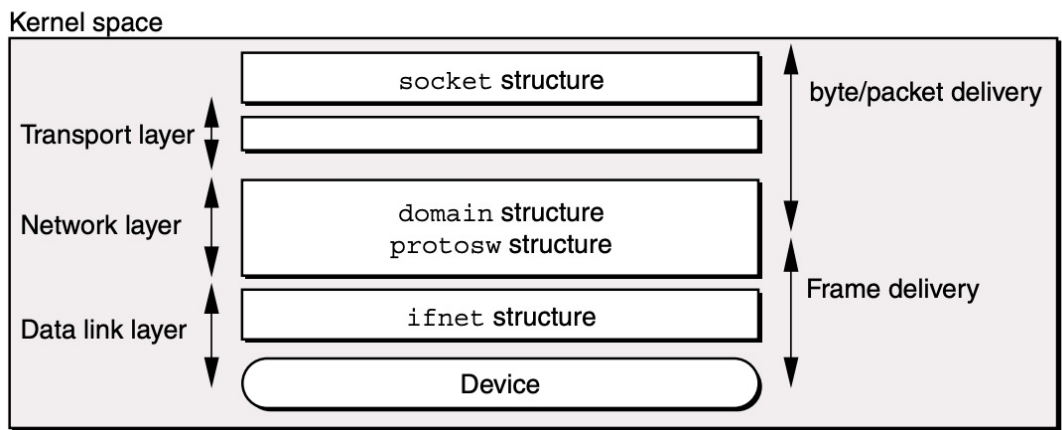 Kernel space
socket structure
byte/packet delivery
Transport layer
Network layer
domain structure
protosw structure
Frame delivery
Data link layer
ifnet structure
Device